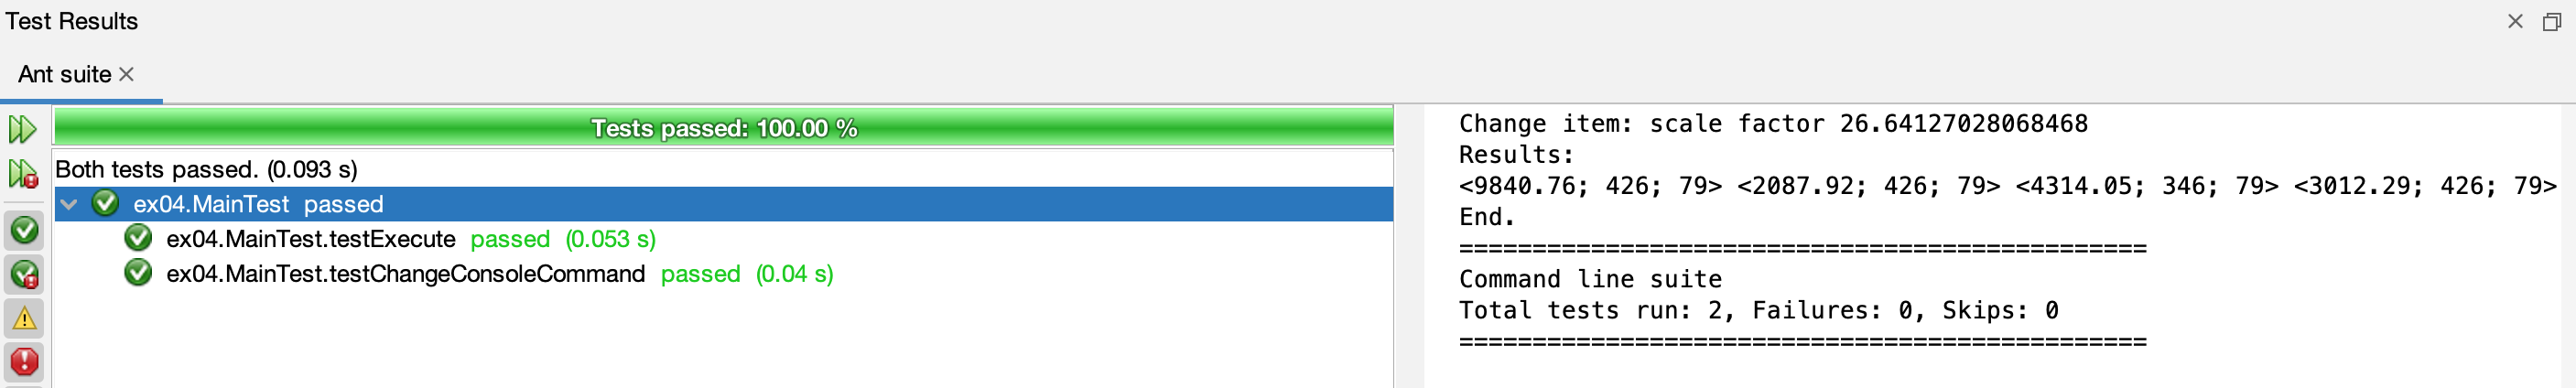 Test Results
Ant suite
Tests passed: 100.00 %
Both tests passed. (0.093 s)
ex04.MainTest passed
ex04.MainTest.testExecute passed (0.053 s)
ex04.MainTest.testChangeConsoleCommand passed (0.04 s)
Change item: scale factor 26.64127028068468
Results:
<9840.76; 426; 79> <2087.92; 426; 79> <4314.05; 346; 79> <3012.29; 426; 79>
End.
===============================================
Command line suite
Total tests run: 2, Failures: 0, Skips: 0
===============================================